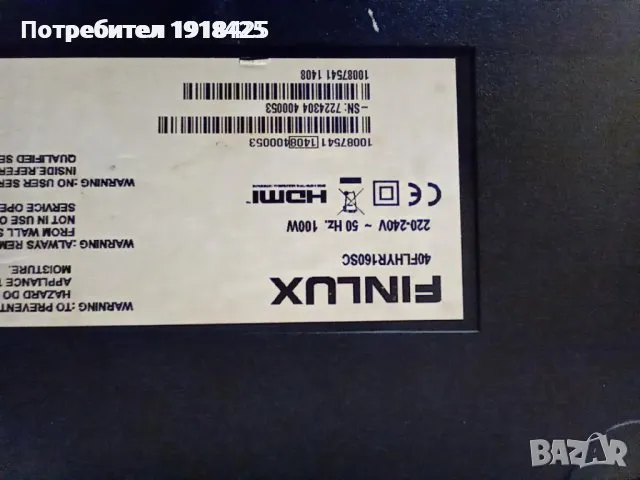 Потребител 1918425
FINLUX
40FLHYR160SC
220-240V ~ 50 Hz. 100W
CE HDMI
10087541 1408 400053
SN: 7224304 400053
10087541 1408
WARNING :TO PREVENT
HAZARD DO
APPLIANCE
MOISTURE.
WARNING :ALWAYS REM
FROM WALL S
NOT IN USE O
SERVICE OPE
WARNING :NO USER SER
INSIDE.REFER
QUALIFIED SE
BAZAR
bg